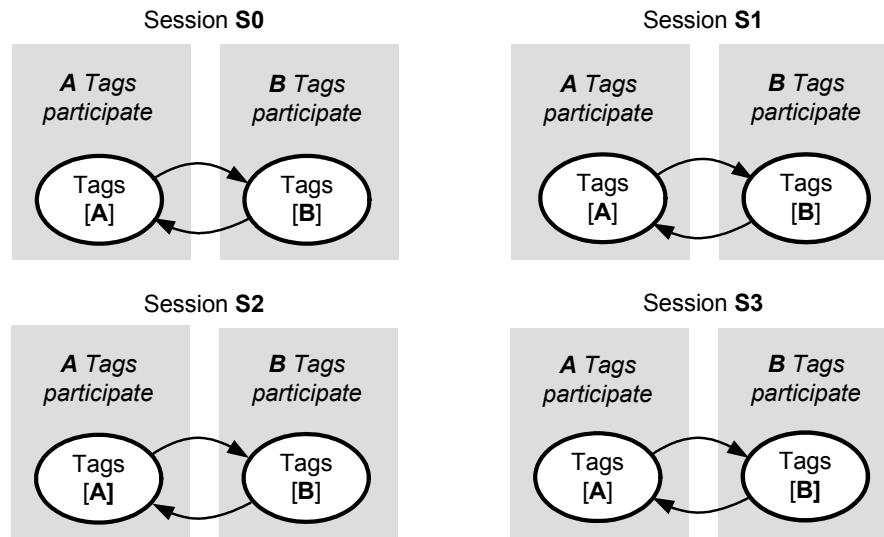 Session S0
A Tags participate
B Tags participate
Tags [A]
Tags [B]
Session S1
A Tags participate
B Tags participate
Tags [A]
Tags [B]
Session S2
A Tags participate
B Tags participate
Tags [A]
Tags [B]
Session S3
A Tags participate
B Tags participate
Tags [A]
Tags [B]